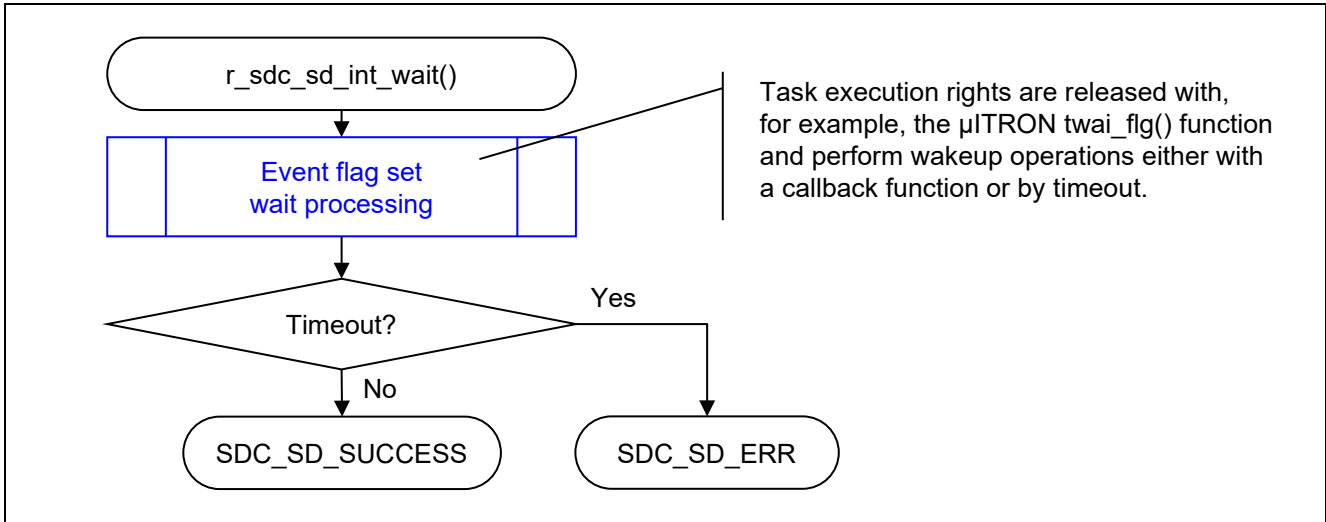 r_sdc_sd_int_wait()
Task execution rights are released with,
for example, the µITRON twai_flg() function
and perform wakeup operations either with
a callback function or by timeout.
Event flag set
wait processing
Timeout?
Yes
No
SDC_SD_SUCCESS
SDC_SD_ERR